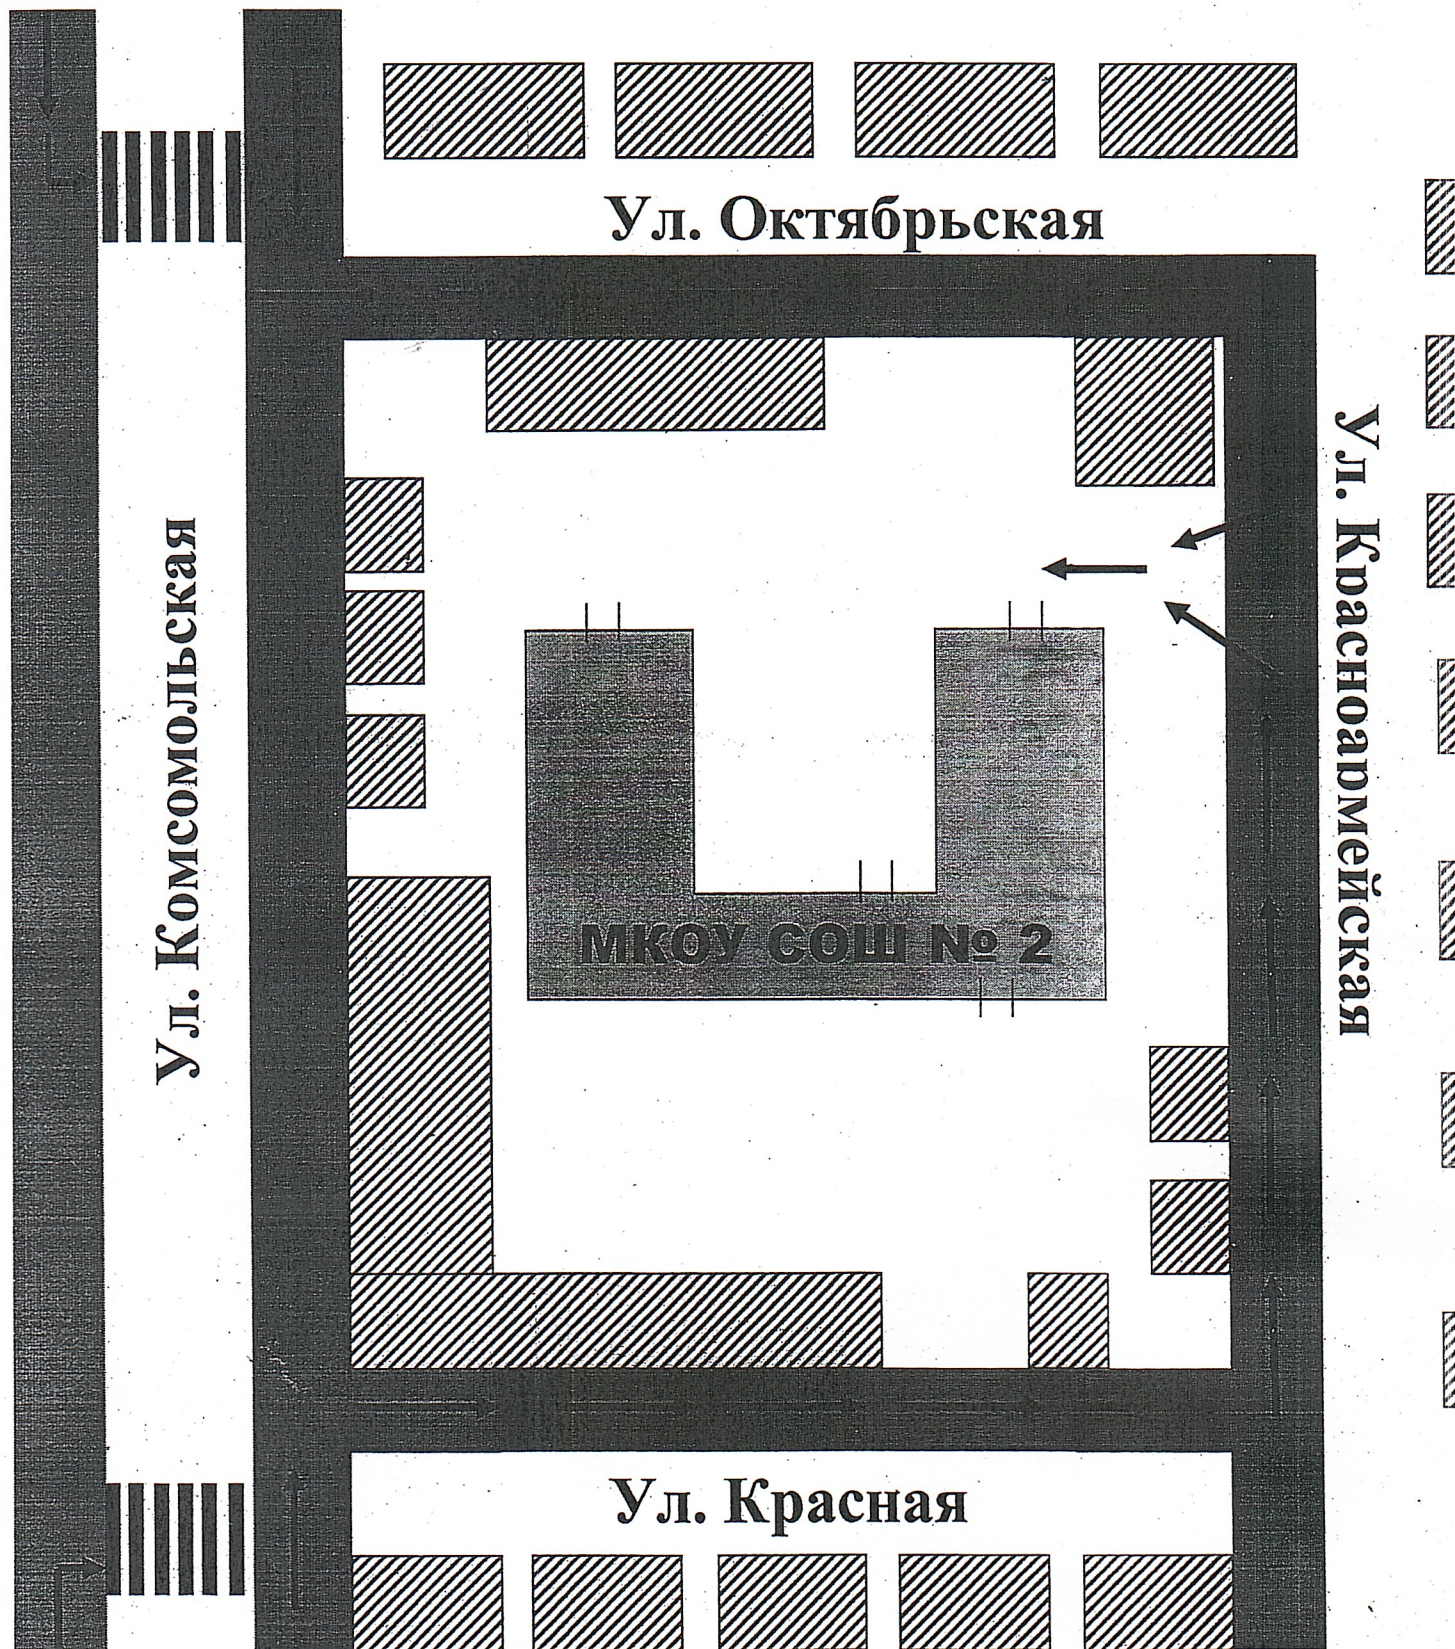 Ул. Октябрьская
Ул. Красноармейская
Ул. Комсомольская
МКОУ СОШ № 2
Ул. Красная